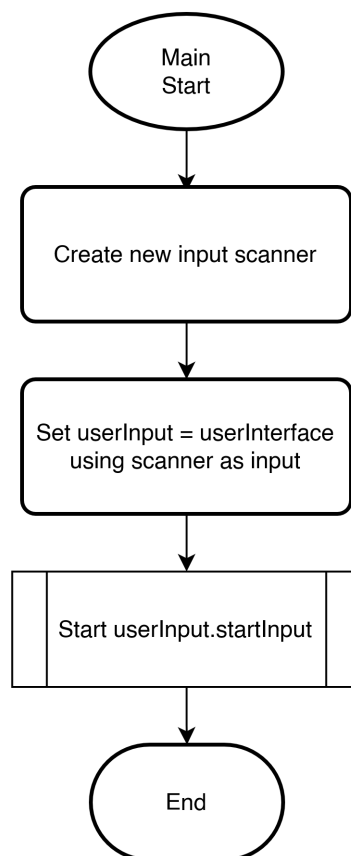 Main
Start
Create new input scanner
Set userInput = userInterface
using scanner as input
Start userInput.startInput
End